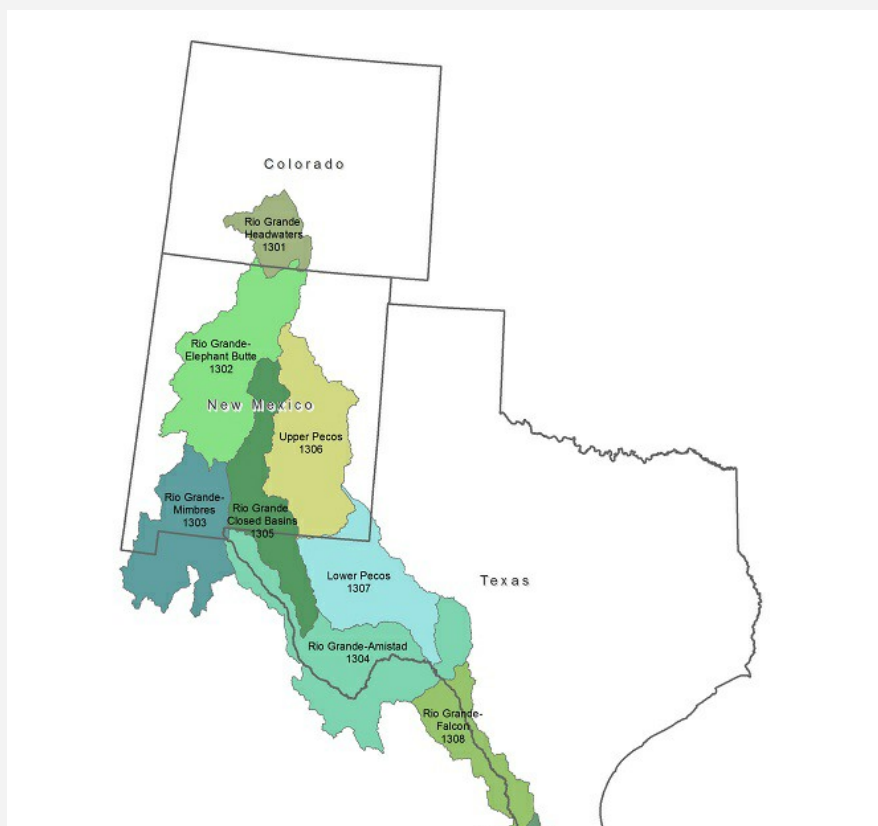 Colorado
Rio Grande
Headwaters
1301
Rio Grande-
Elephant Butte
1302
New Mexico
Upper Pecos
1306
Rio Grande-
Mimbres
1303
Rio Grande
Closed Basins
1305
Lower Pecos
1307
Texas
Rio Grande-Amistad
1304
Rio Grande-
Falcon
1308